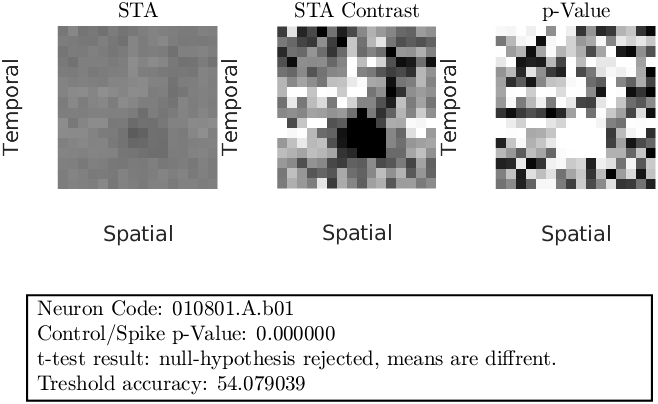 STA
STA Contrast
p-Value
Temporal
Temporal
Temporal
Spatial
Spatial
Spatial
Neuron Code: 010801.A.b01
Control/Spike p-Value: 0.000000
t-test result: null-hypothesis rejected, means are diffrent.
Treshold accuracy: 54.079039